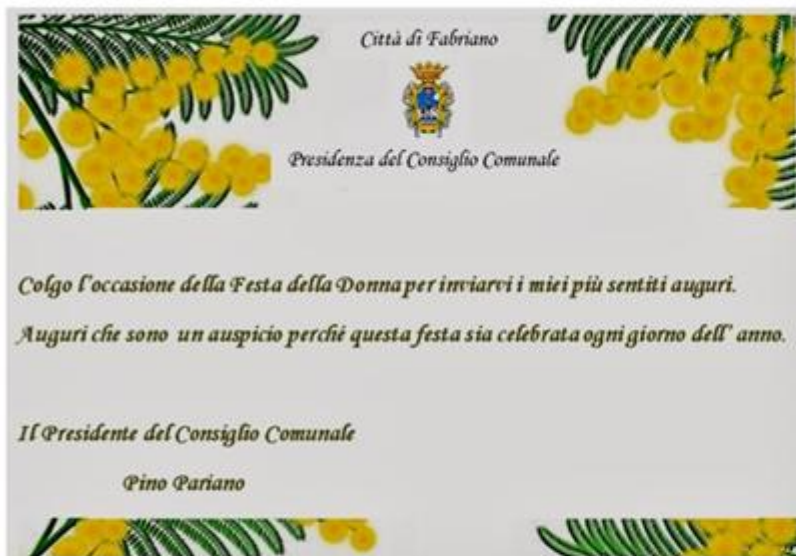 Città di Fabriano
Presidenza del Consiglio Comunale
Colgo l'occasione della Festa della Donna per inviarvi i miei più sentiti auguri.
Auguri che sono un auspicio perché questa festa sia celebrata ogni giorno dell' anno.
Il Presidente del Consiglio Comunale
Pino Pariano